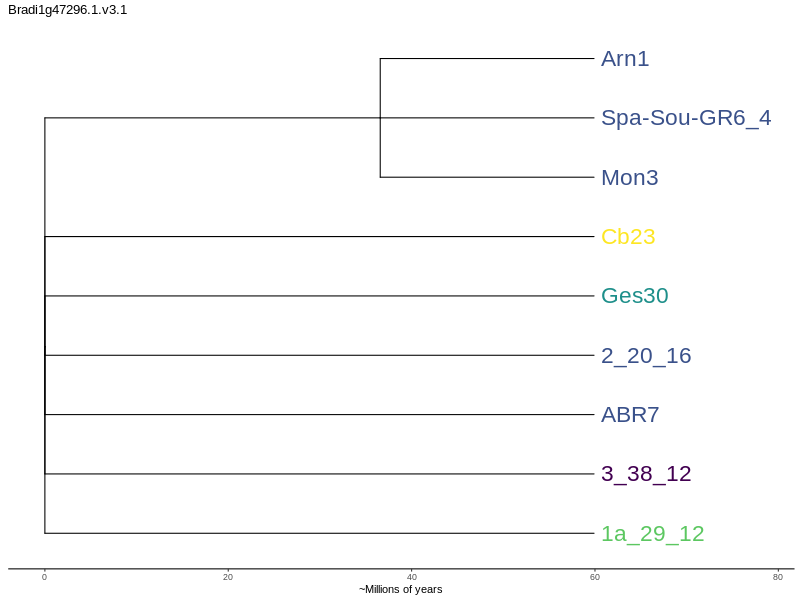 Bradi1g47296.1.v3.1
Arn1
Spa-Sou-GR6_4
Mon3
Cb23
Ges30
2_20_16
ABR7
3_38_12
1a_29_12
0 20 40 60 80
~Millions of years